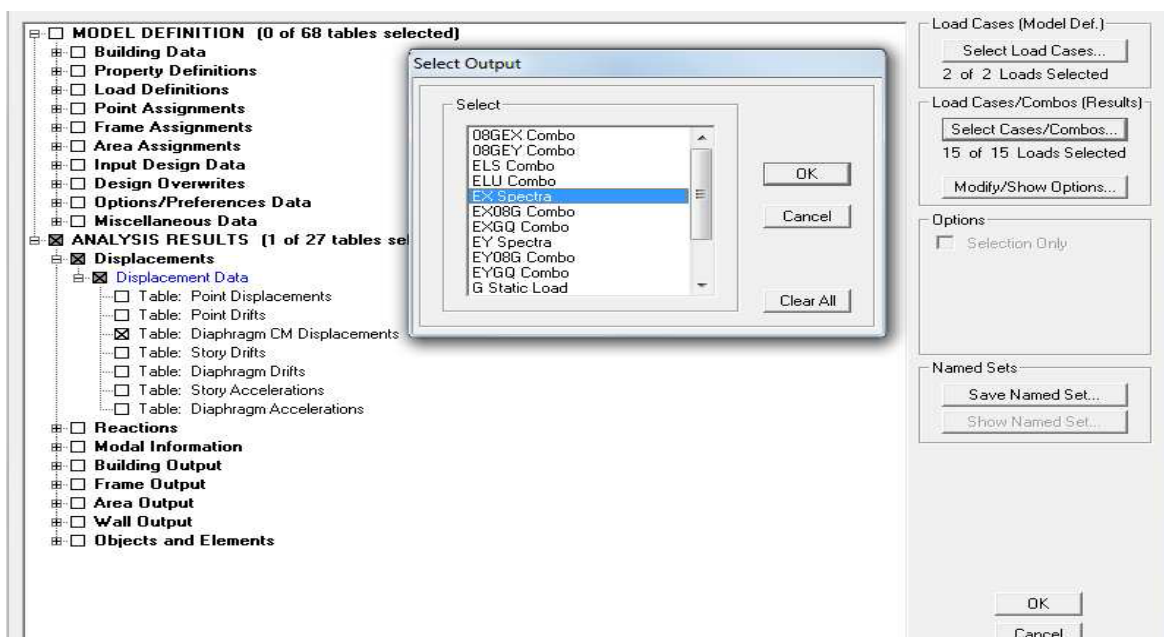 MODEL DEFINITION (0 of 68 tables selected)
Building Data
Property Definitions
Load Definitions
Point Assignments
Frame Assignments
Area Assignments
Input Design Data
Design Overwrites
Options/Preferences Data
Miscellaneous Data
ANALYSIS RESULTS (1 of 27 tables sel
Displacements
Displacement Data
Table: Point Displacements
Table: Point Drifts
Table: Diaphragm CM Displacements
Table: Story Drifts
Table: Diaphragm Drifts
Table: Story Accelerations
Table: Diaphragm Accelerations
Reactions
Modal Information
Building Output
Frame Output
Area Output
Wall Output
Objects and Elements
Select Output
Select
08GEX Combo
08GEY Combo
ELS Combo
ELU Combo
EX Spectra
EX08G Combo
EXGQ Combo
EY Spectra
EY08G Combo
EYGQ Combo
G Static Load
OK
Cancel
Clear All
Load Cases (Model Def.)
Select Load Cases...
2 of 2 Loads Selected
Load Cases/Combos (Results)
Select Cases/Combos...
15 of 15 Loads Selected
Modify/Show Options...
Options
Selection Only
Named Sets
Save Named Set...
Show Named Set...
OK
Cancel